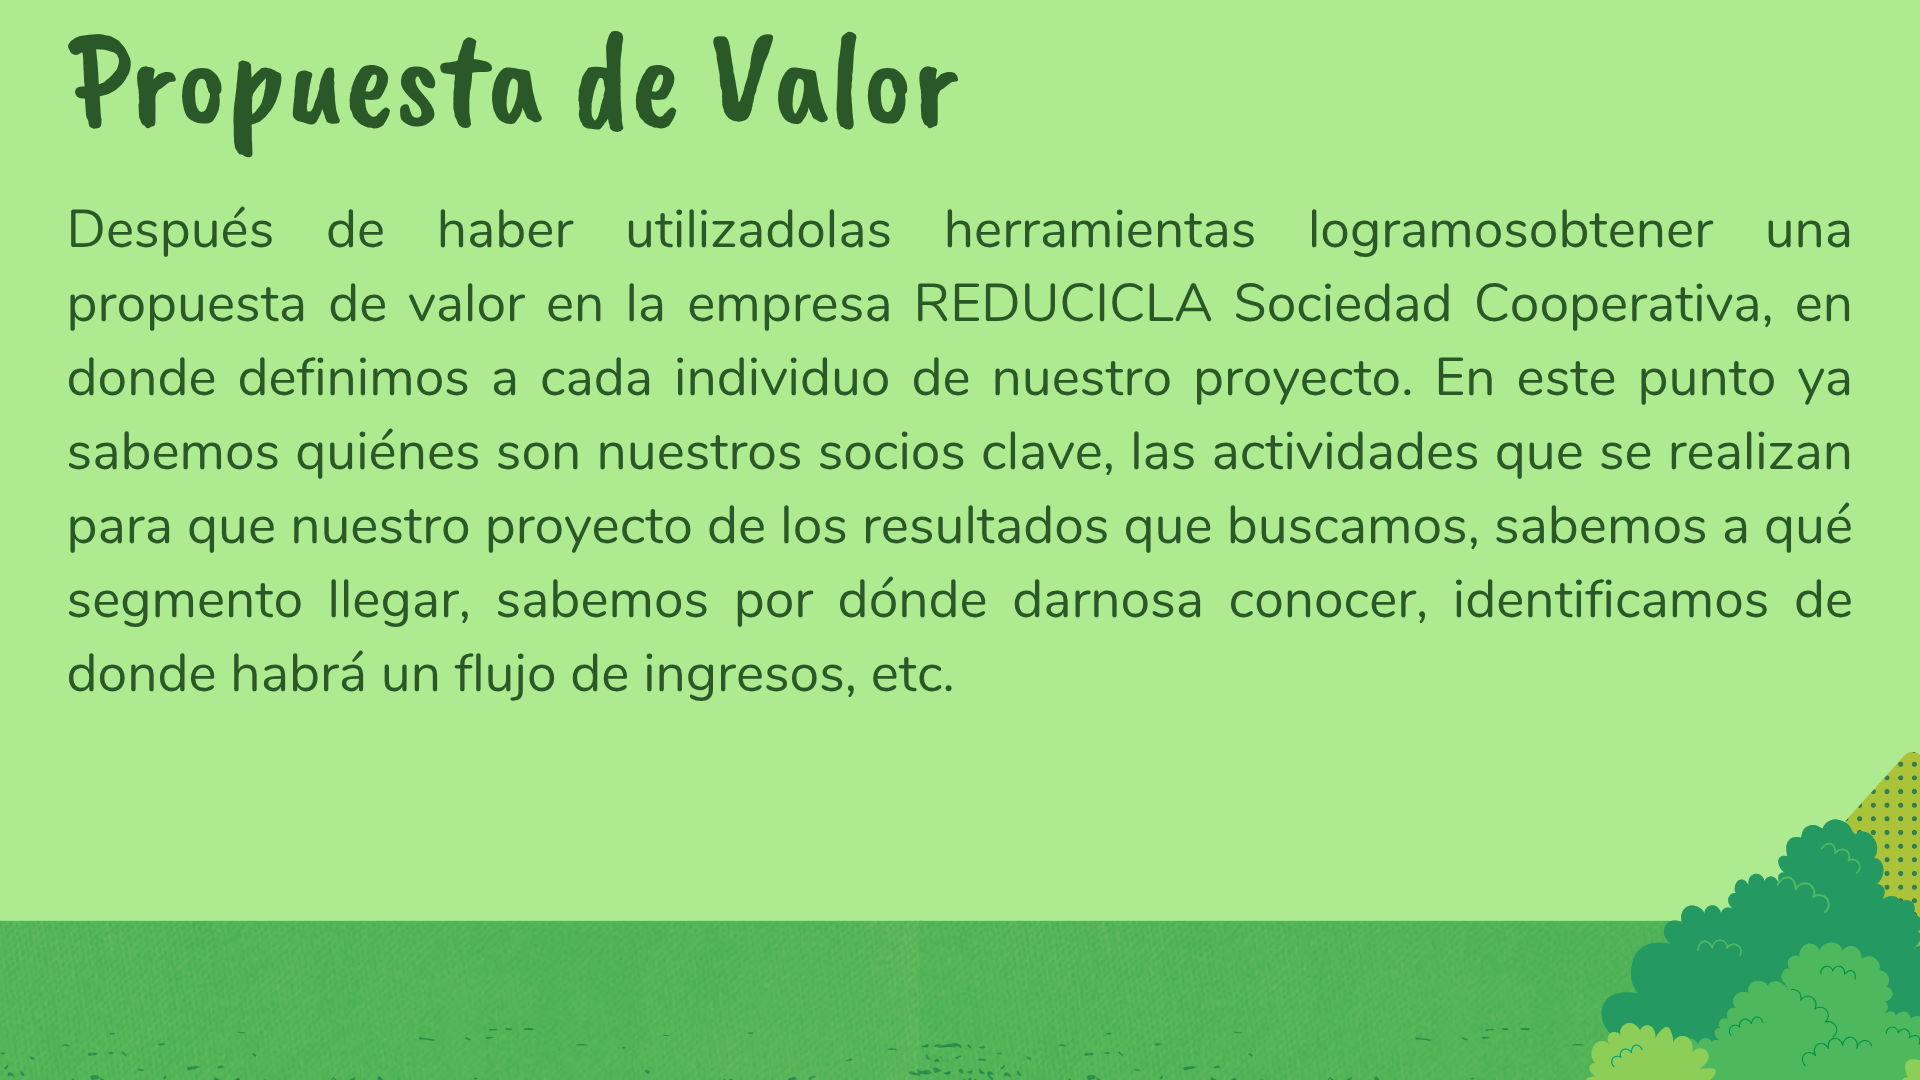 Propuesta de Valor
Después de haber utilizadolas herramientas logramosobtener una
propuesta de valor en la empresa REDUCICLA Sociedad Cooperativa, en
donde definimos a cada individuo de nuestro proyecto. En este punto ya
sabemos quiénes son nuestros socios clave, las actividades que se realizan
para que nuestro proyecto de los resultados que buscamos, sabemos a qué
segmento llegar, sabemos por dónde darnosa conocer, identificamos de
donde habrá un flujo de ingresos, etc.